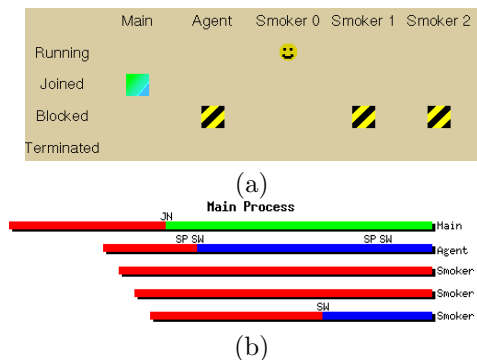 Main Agent Smoker 0 Smoker 1 Smoker 2
Running
Joined
Blocked
Terminated
(a)
Main Process
JN
Main
SP SW SP SW
Agent
Smoker
Smoker
SW
Smoker
(b)